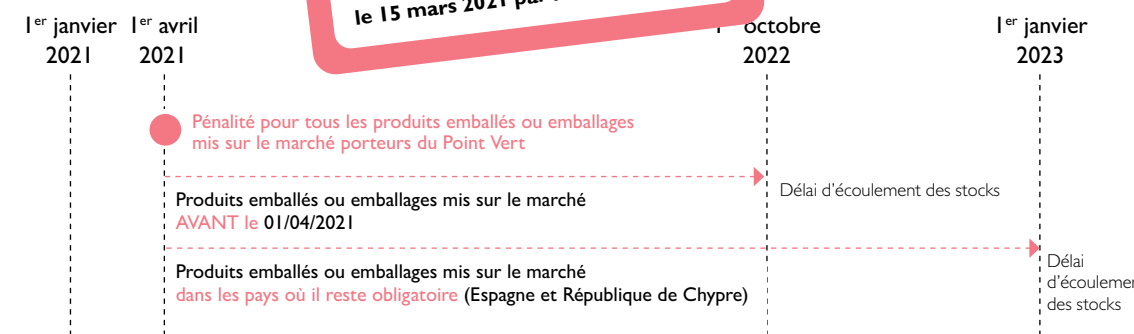 le 15 mars 2021 par
1er janvier
2021
1er avril
2021
octobre
2022
1er janvier
2023
Pénalité pour tous les produits emballés ou emballages
mis sur le marché porteurs du Point Vert
Produits emballés ou emballages mis sur le marché
AVANT le 01/04/2021
Délai d’écoulement des stocks
Produits emballés ou emballages mis sur le marché
dans les pays où il reste obligatoire (Espagne et République de Chypre)
Délai
des stocks